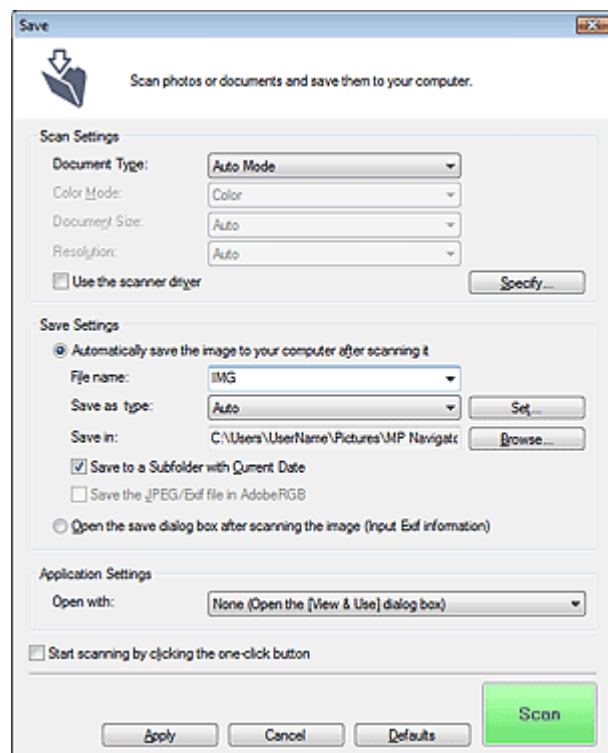 Save
Scan photos or documents and save them to your computer.
Scan Settings
Document Type: Auto Mode
Color Mode: Color
Document Size: Auto
Resolution: Auto
Use the scanner driver Specify...
Save Settings
Automatically save the image to your computer after scanning it
File name: IMG
Save as type: Auto Set...
Save in: C:\Users\UserName\Pictures\MP Navigato Browse...
Save to a Subfolder with Current Date
Save the JPEG/Exif file in AdobeRGB
Open the save dialog box after scanning the image (Input Exif information)
Application Settings
Open with: None (Open the [View & Use] dialog box)
Start scanning by clicking the one-click button
Scan
Apply Cancel Defaults